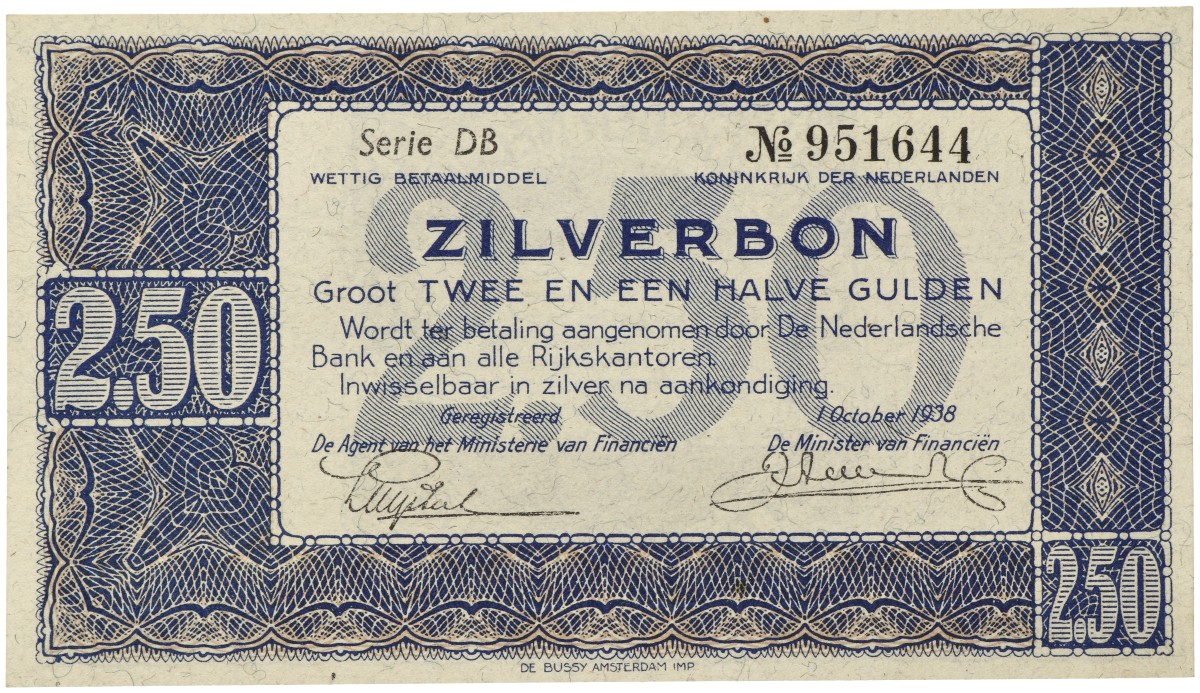 Serie DB
№ 951644
WETTIG BETAALMIDDEL
KONINKRIJK DER NEDERLANDEN
ZILVERBON
Groot TWEE EN EEN HALVE GULDEN
2.50
250
Wordt ter betaling aangenomen door De Nederlandsche
Bank en aan alle Rijkskantoren.
Inwisselbaar in zilver na aankondiging.
Geregistreerd
1 October 1938
De Agent van het Ministerie van Financiën
De Minister van Financiën
2.50
DE BUSSY AMSTERDAM IMP.